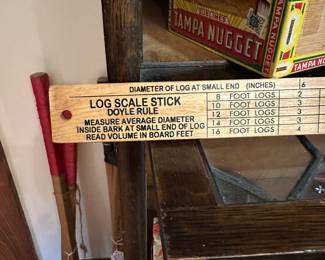 TAMPA NUGGET
TAMPA NUG
DIAMETER OF LOG AT SMALL END (INCHES) 6
LOG SCALE STICK
DOYLE RULE
MEASURE AVERAGE DIAMETER
INSIDE BARK AT SMALL END OF LOG
READ VOLUME IN BOARD FEET
8 FOOT LOGS 2
10 FOOT LOGS 3
12 FOOT LOGS 3
14 FOOT LOGS 3
16 FOOT LOGS 4